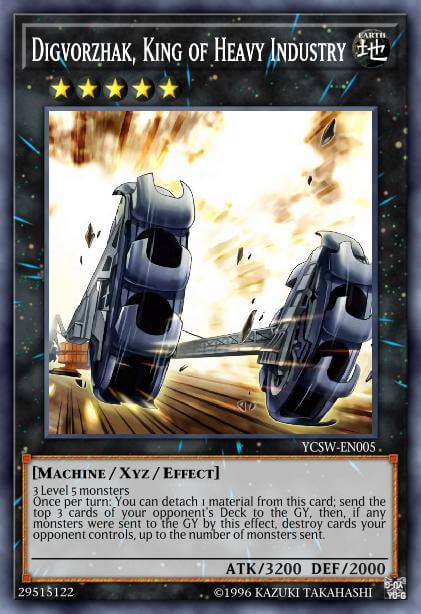 DIGVORZHAK, KING OF HEAVY INDUSTRY
EARTH
地
YCSW-EN005
[MACHINE / XYZ / EFFECT]
3 Level 5 monsters
Once per turn: You can detach 1 material from this card; send the
top 3 cards of your opponent's Deck to the GY, then, if any
monsters were sent to the GY by this effect, destroy cards your
opponent controls, up to the number of monsters sent.
ATK/3200 DEF/2000
29515122
©1996 KAZUKI TAKAHASHI